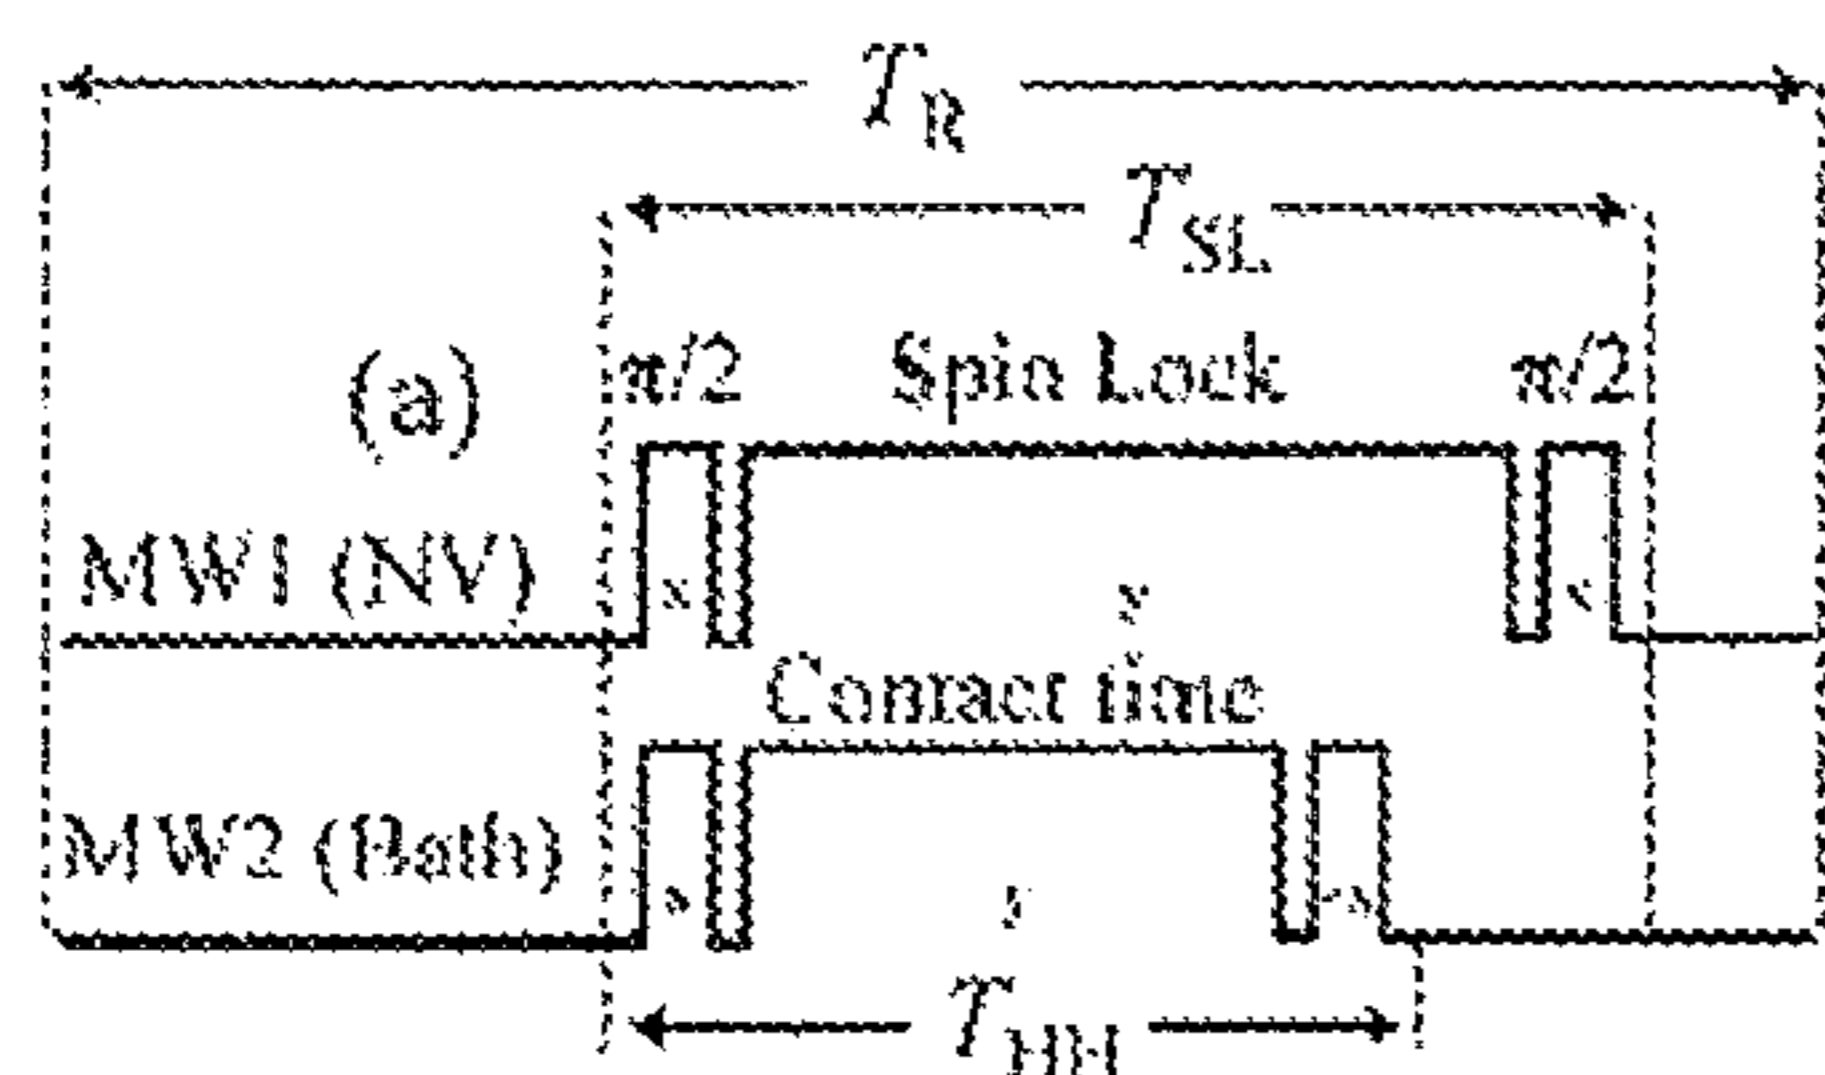 T_R
T_SL
(a)
π/2 Spin Lock π/2
MW1 (NV)
x y
Contact time
MW2 (Bath)
y
T_HH